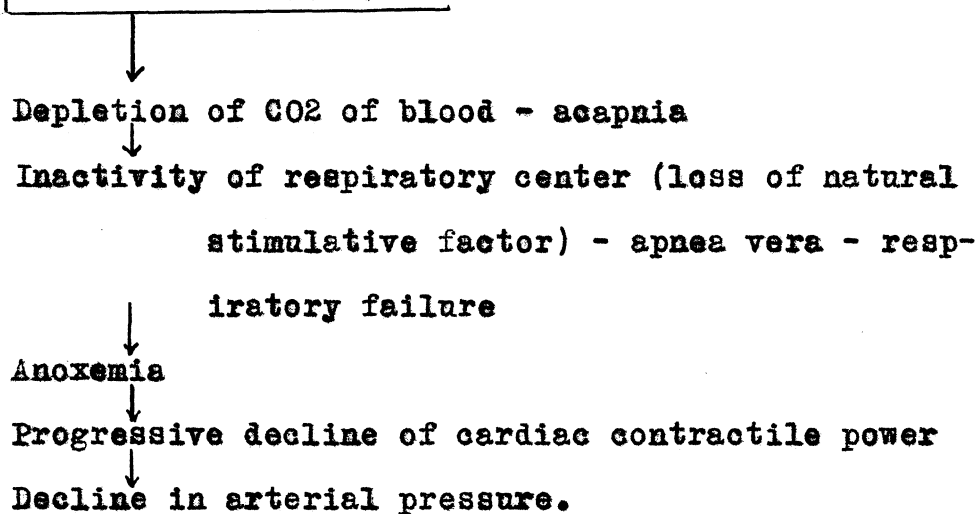 Depletion of CO2 of blood - acapnia
Inactivity of respiratory center (loss of natural
stimulative factor) - apnea vera - resp-
iratory failure
Anoxemia
Progressive decline of cardiac contractile power
Decline in arterial pressure.